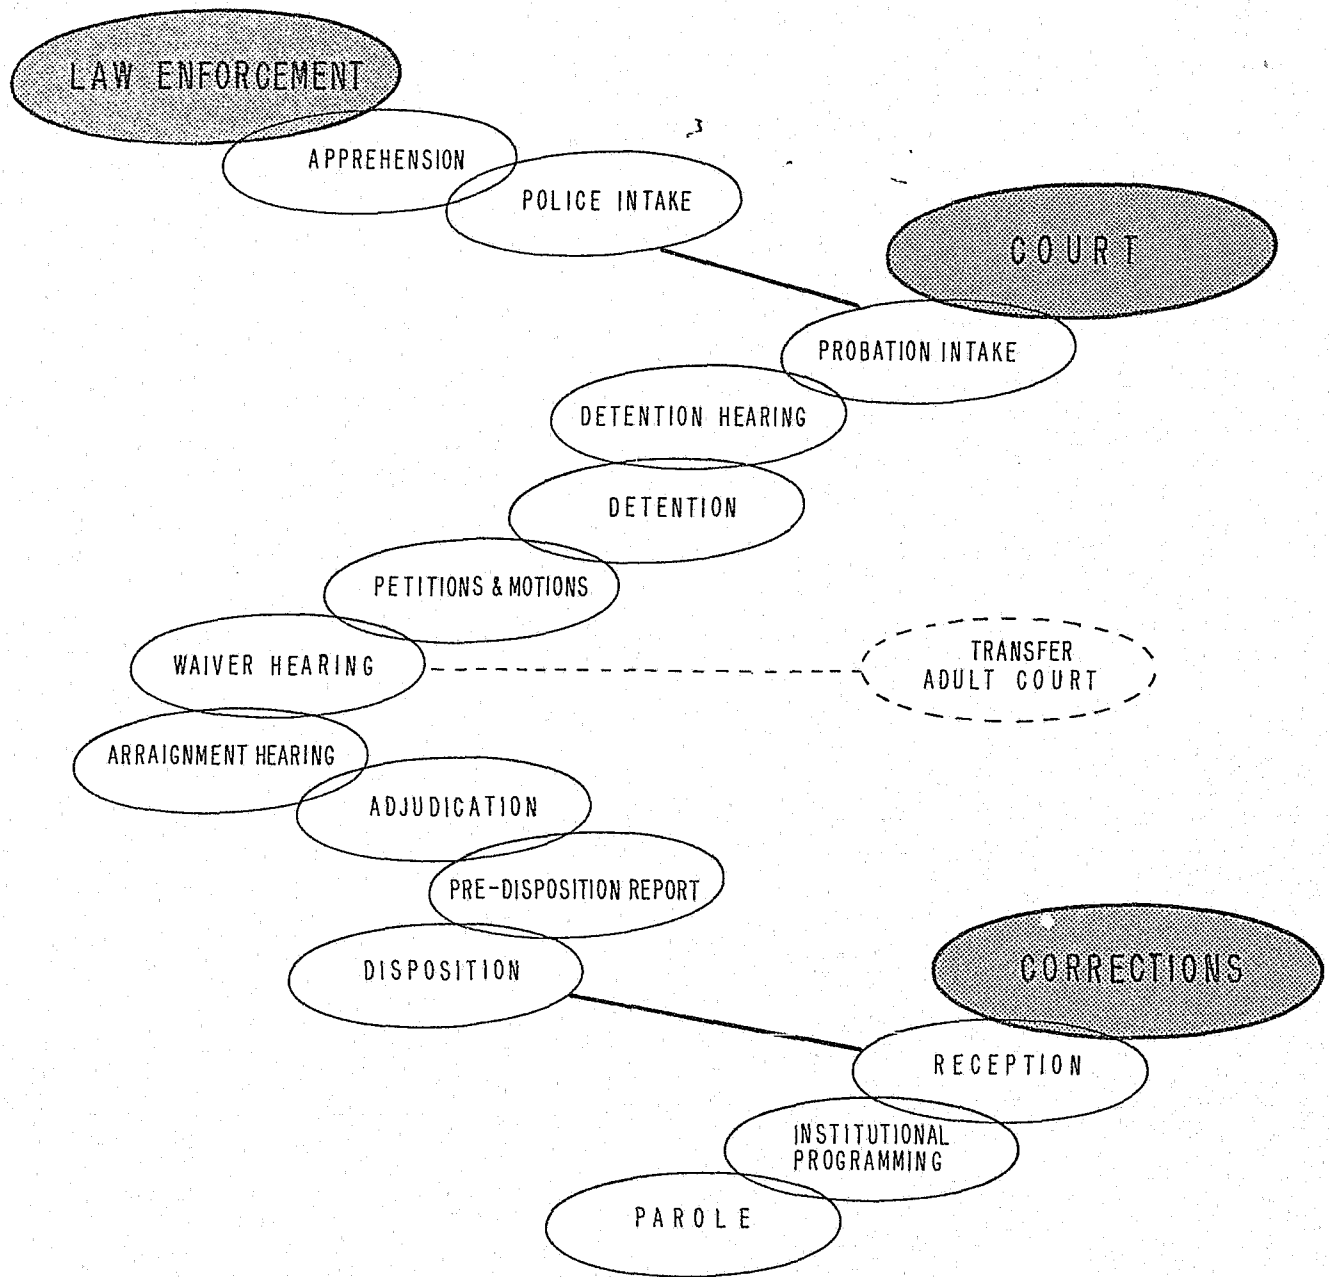 LAW ENFORCEMENT
APPREHENSION
POLICE INTAKE
COURT
PROBATION INTAKE
DETENTION HEARING
DETENTION
PETITIONS & MOTIONS
WAIVER HEARING
TRANSFER
ADULT COURT
ARRAIGNMENT HEARING
ADJUDICATION
PRE-DISPOSITION REPORT
DISPOSITION
CORRECTIONS
RECEPTION
INSTITUTIONAL
PROGRAMMING
PAROLE